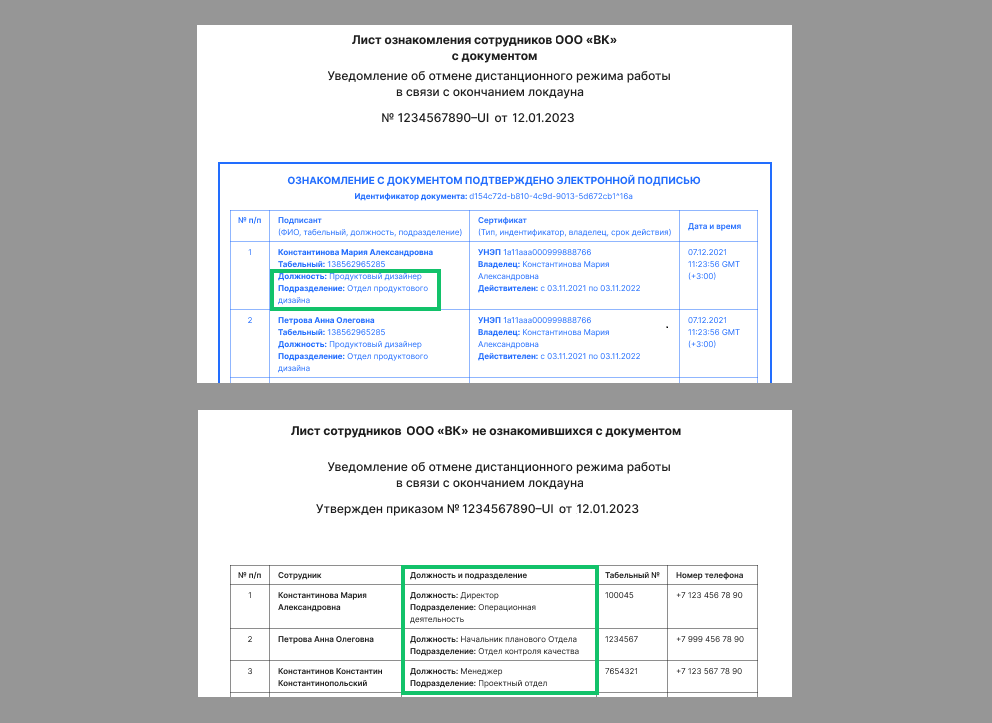 Лист ознакомления сотрудников ООО «ВК»
с документом
Уведомление об отмене дистанционного режима работы
в связи с окончанием локдауна
№ 1234567890–UI от 12.01.2023
ОЗНАКОМЛЕНИЕ С ДОКУМЕНТОМ ПОДТВЕРЖДЕНО ЭЛЕКТРОННОЙ ПОДПИСЬЮ
Идентификатор документа: d154c72d-b810-4c9d-9013-5d672cb1^16a
№ п/п
Подписант
(ФИО, табельный, должность, подразделение)
Сертификат
(Тип, индентификатор, владелец, срок действия)
Дата и время
1
Константинова Мария Александровна
Табельный: 138562965285
Должность: Продуктовый дизайнер
Подразделение: Отдел продуктового
дизайна
УНЭП 1a11aaa000999888766
Владелец: Константинова Мария
Александровна
Действителен: с 03.11.2021 по 03.11.2022
07.12.2021
11:23:56 GMT
(+3:00)
2
Петрова Анна Олеговна
Табельный: 138562965285
Должность: Продуктовый дизайнер
Подразделение: Отдел продуктового
дизайна
УНЭП 1a11aaa000999888766
Владелец: Константинова Мария
Александровна
Действителен: с 03.11.2021 по 03.11.2022
07.12.2021
11:23:56 GMT
(+3:00)
Лист сотрудников ООО «ВК» не ознакомившихся с документом
Уведомление об отмене дистанционного режима работы
в связи с окончанием локдауна
Утвержден приказом № 1234567890–UI от 12.01.2023
№ п/п
Сотрудник
Должность и подразделение
Табельный №
Номер телефона
1
Константинова Мария
Александровна
Должность: Директор
Подразделение: Операционная
деятельность
100045
+7 123 456 78 90
2
Петрова Анна Олеговна
Должность: Начальник планового Отдела
Подразделение: Отдел контроля качества
1234567
+7 999 456 78 90
3
Константинов Константин
Константинопольский
Должность: Менеджер
Подразделение: Проектный отдел
7654321
+7 123 567 78 90